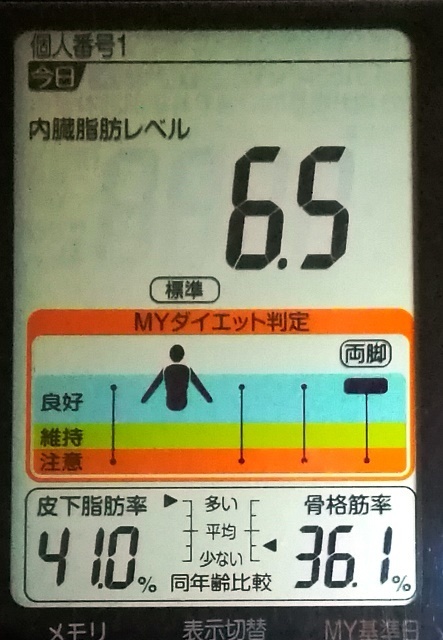 個人番号1
今日
内臓脂肪レベル
6.5
標準
MYダイエット判定
両脚
良好
維持
注意
皮下脂肪率 多い 骨格筋率
平均
少ない
41.0% 同年齢比較 36.1%
メモリ 表示切替 MY基準日